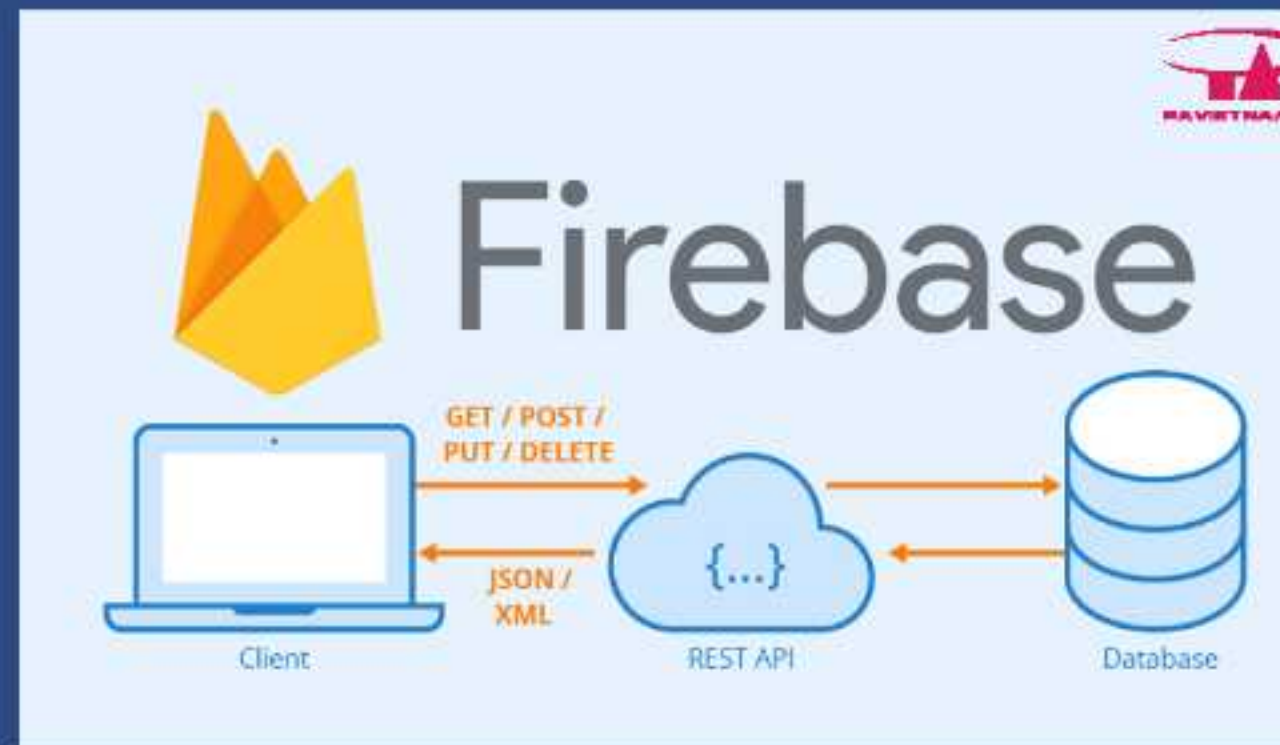 Firebase
GET / POST /
PUT / DELETE
JSON /
XML
{...}
Client
REST API
Database